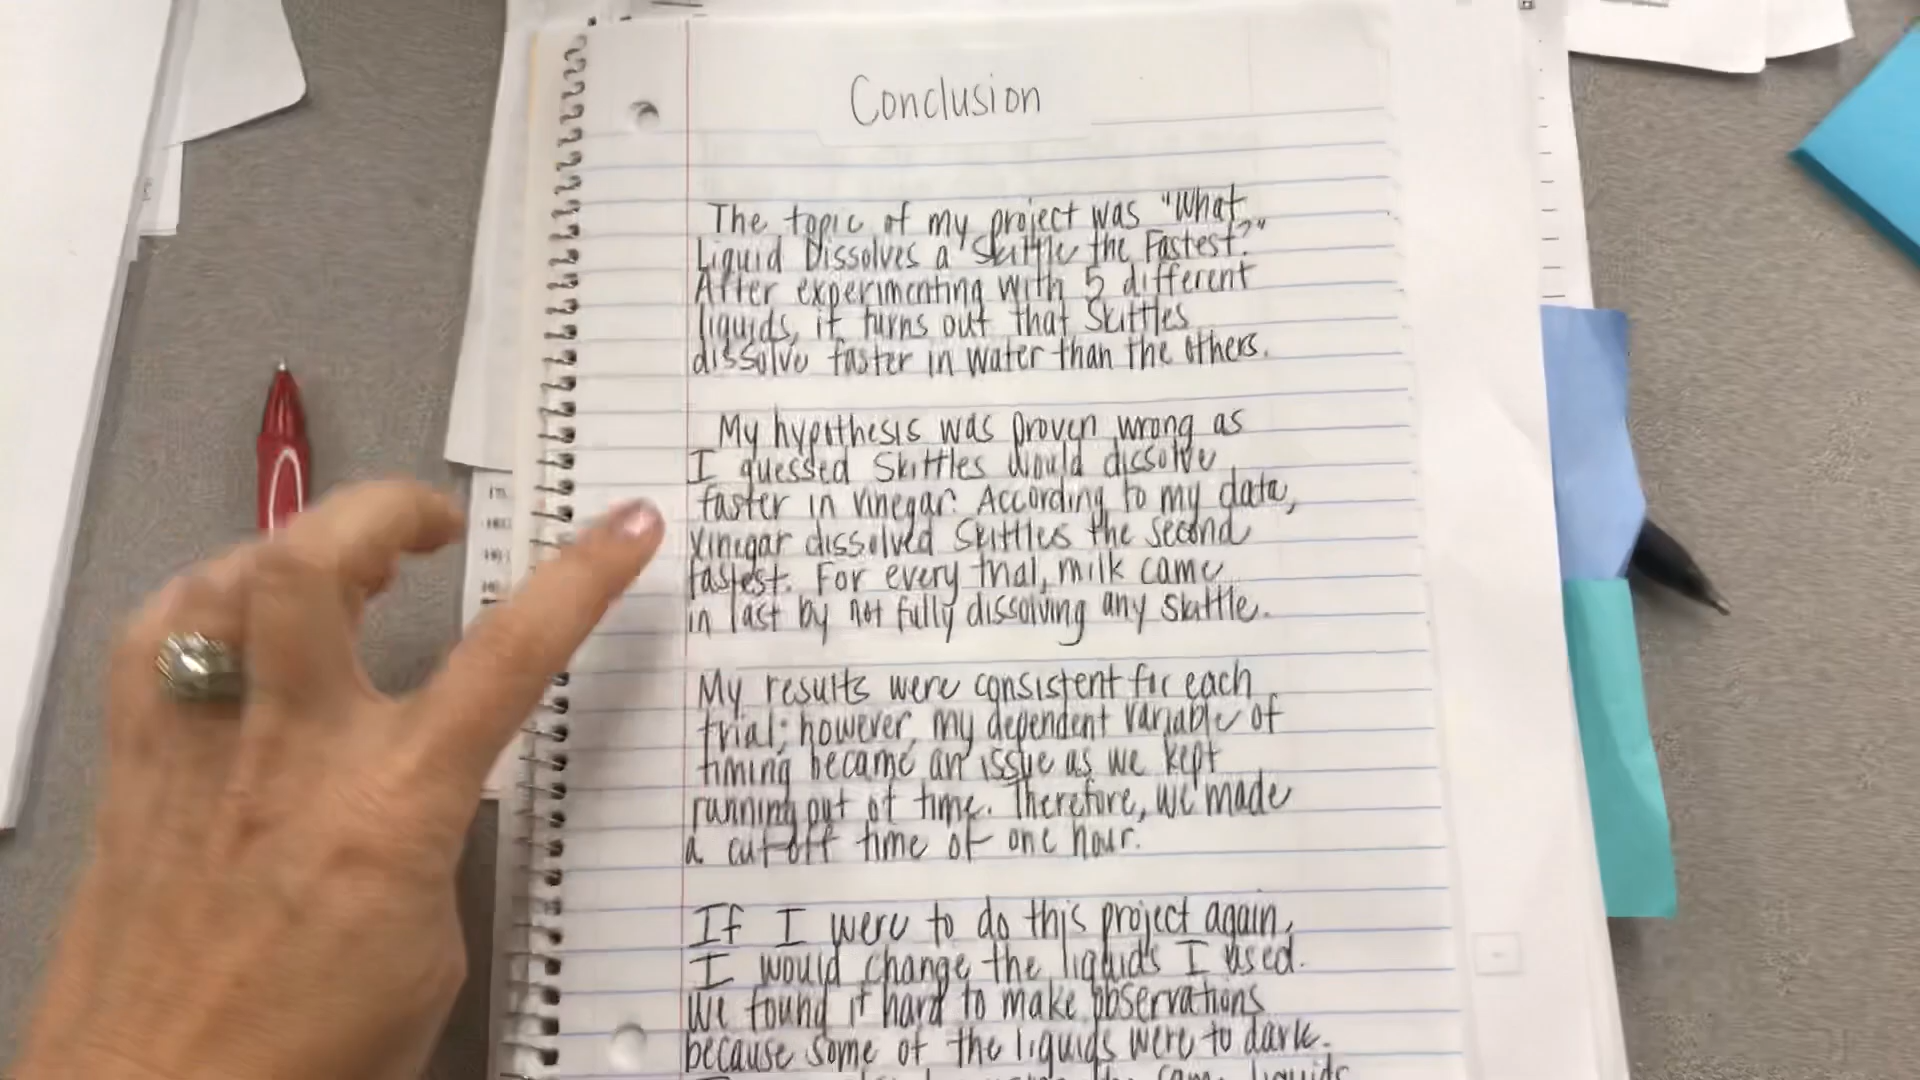 Conclusion
The topic of my project was "What
Liquid Dissolves a Skittle the Fastest?"
After experimenting with 5 different
liquids, it turns out that Skittles
dissolve faster in water than the others.
My hypothesis was proven wrong as
I guessed Skittles would dissolve
faster in vinegar. According to my data,
vinegar dissolved Skittles the second
fastest. For every trial, milk came
in last by not fully dissolving any skittle.
My results were consistent for each
trial; however, my dependent variable of
timing became an issue as we kept
running out of time. Therefore, we made
a cut-off time of one hour.
If I were to do this project again,
I would change the liquids I used.
We found it hard to make observations
because some of the liquids were to dark.
same liquids